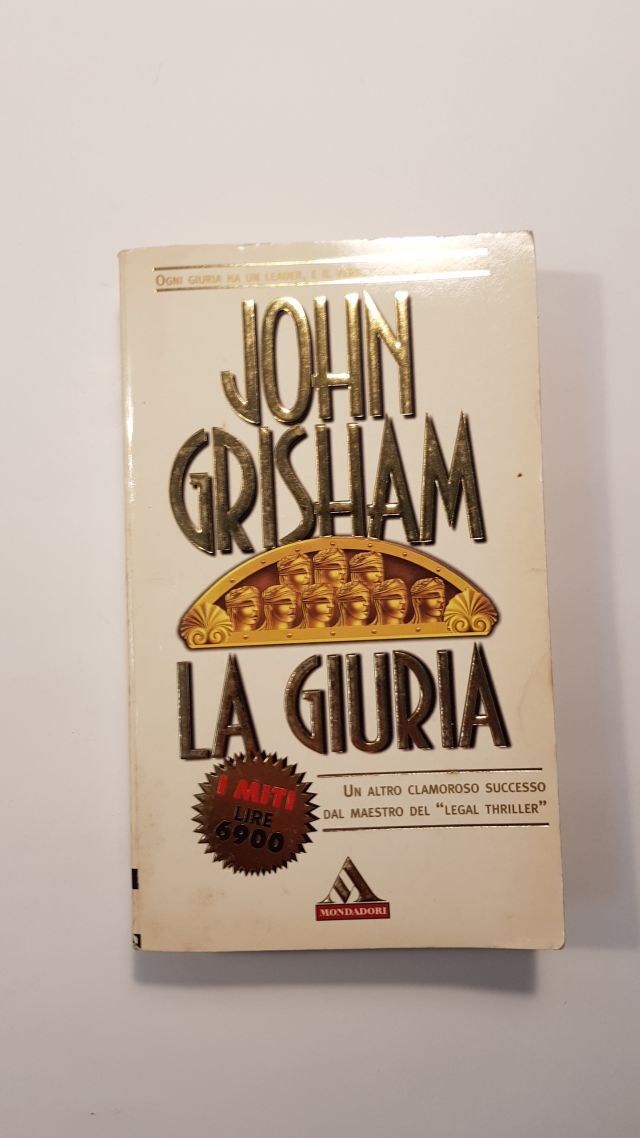 OGNI GIURIA HA UN LEADER, E IL
JOHN
GRISHAM
LA GIURIA
I MITI
LIRE
6900
UN ALTRO CLAMOROSO SUCCESSO
DAL MAESTRO DEL “LEGAL THRILLER”
MONDADORI